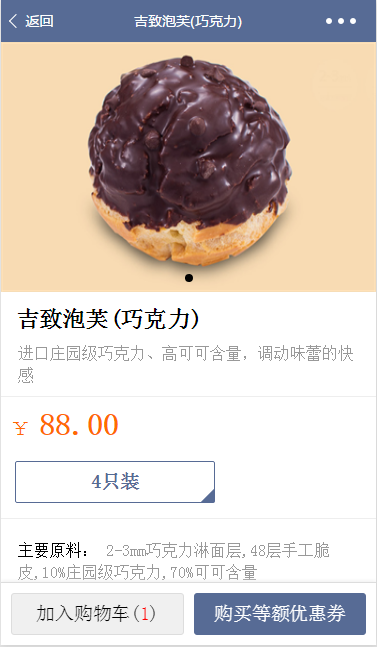 返回
吉致泡芙(巧克力)
吉致泡芙(巧克力)
进口庄园级巧克力、高可可含量，调动味蕾的快
感
¥ 88.00
4只装
主要原料： 2-3mm巧克力淋面层,48层手工脆
皮,10%庄园级巧克力,70%可可含量
加入购物车(1)
购买等额优惠券